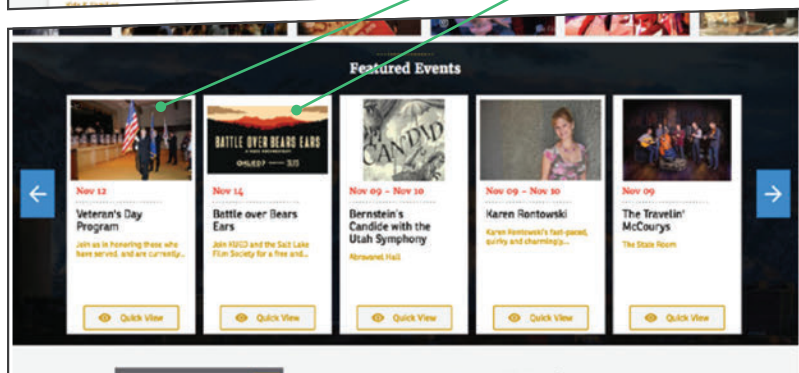 Featured Events
BATTLE OVER BEARS EARS
CANDID
Nov 12
Veteran's Day
Program
Join us in honoring those who
have served, and are currently...
Quick View
Nov 14
Battle over Bears
Ears
Join KUED and the Salt Lake
Film Society for a free and...
Quick View
Nov 09 – Nov 10
Bernstein's
Candide with the
Utah Symphony
Abravanel Hall
Quick View
Nov 09 – Nov 10
Karen Rontowski
Karen Rontowski's fast-paced,
quirky and charmingly...
Quick View
Nov 09
The Travelin'
McCourys
The State Room
Quick View